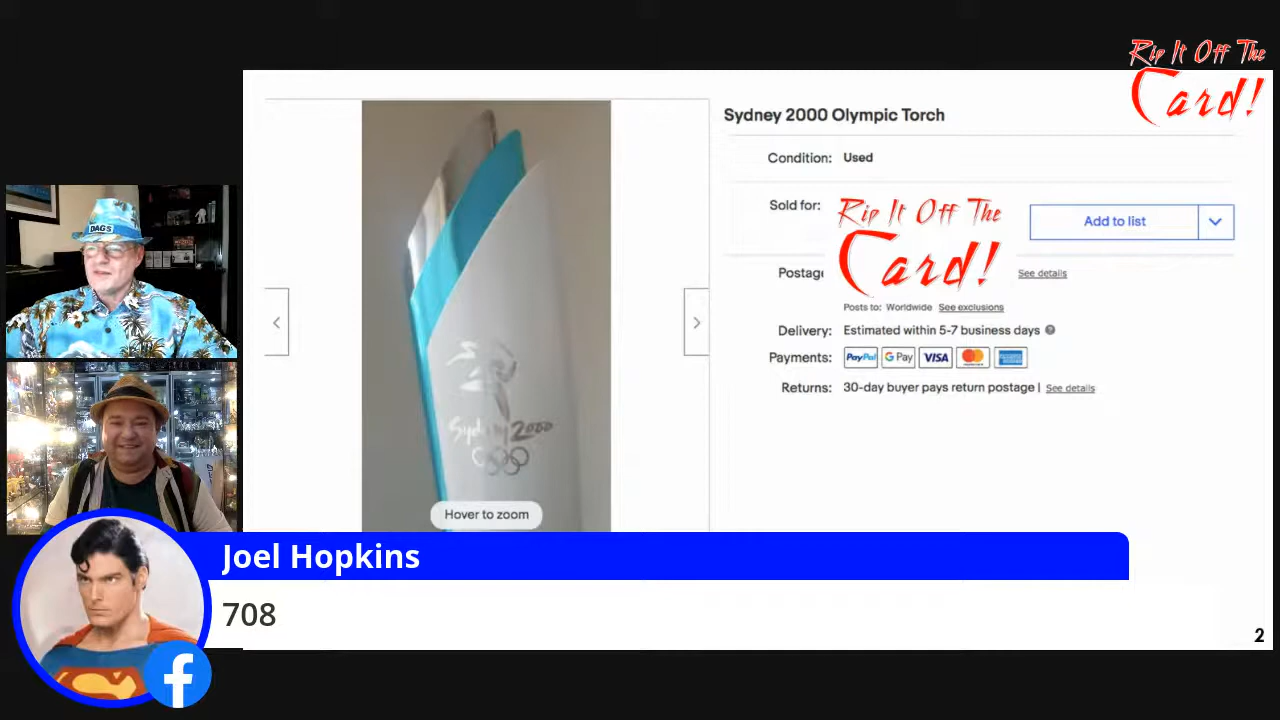 Rip It Off The
Card!
Sydney 2000 Olympic Torch
Condition: Used
Sold for:
Rip It Off The
Card!
Add to list
Postage
See details
Posts to: Worldwide See exclusions
Delivery: Estimated within 5-7 business days
Payments: PayPal G Pay VISA
Returns: 30-day buyer pays return postage | See details
Sydney 2000
Hover to zoom
DAGS
Joel Hopkins
708
2